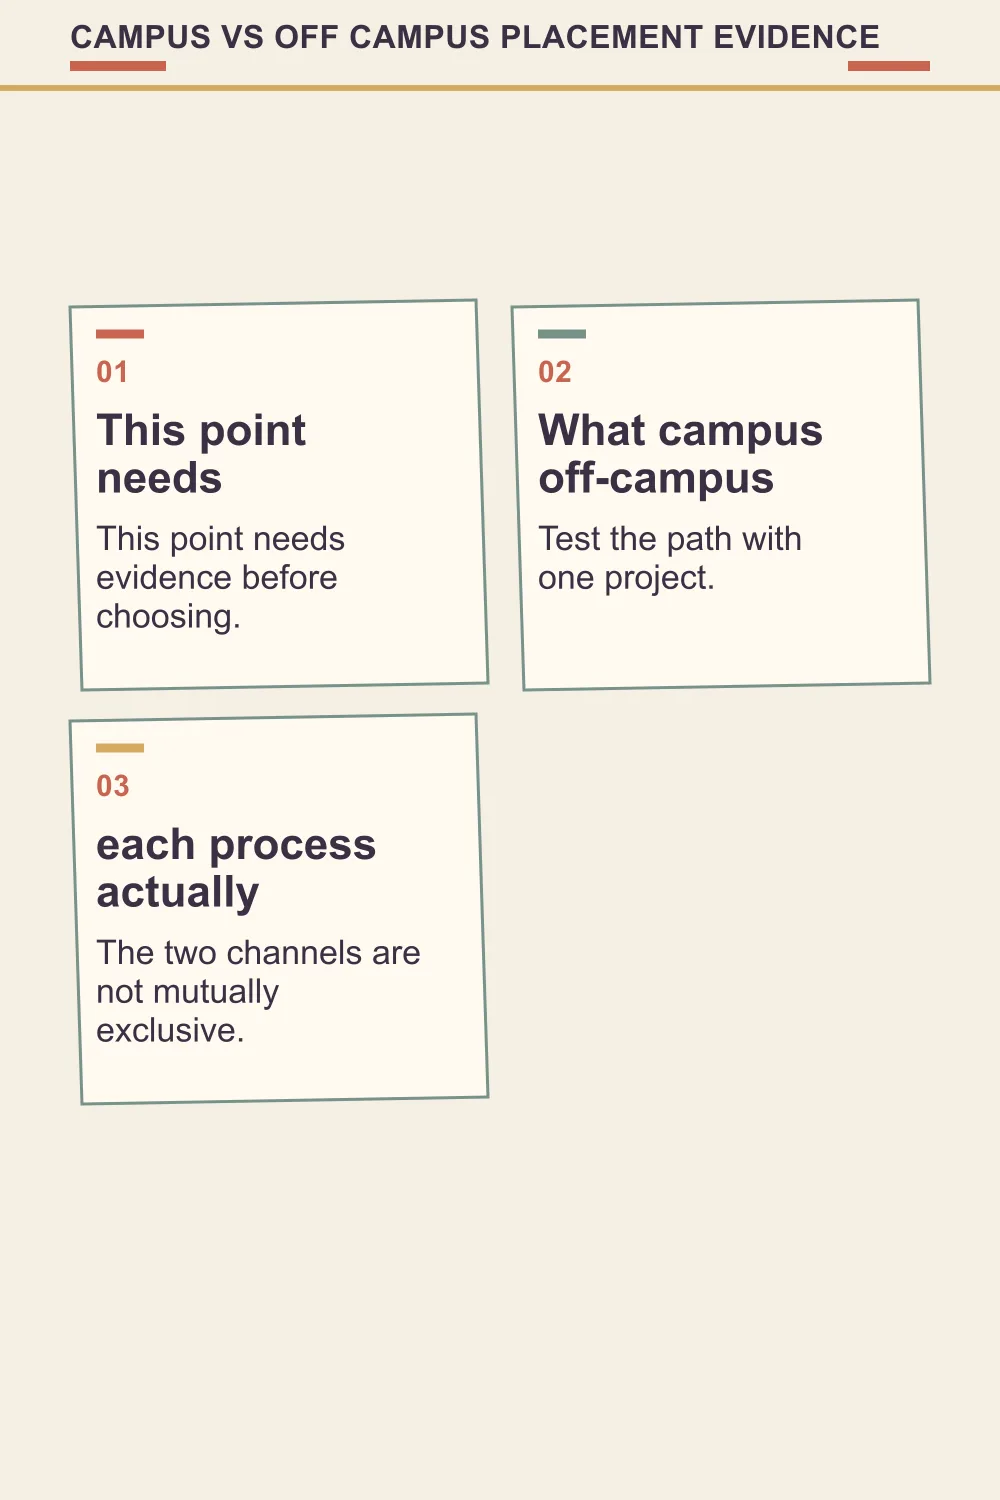 CAMPUS VS OFF CAMPUS PLACEMENT EVIDENCE
01
This point
needs
This point needs
evidence before
choosing.
02
What campus
off-campus
Test the path with
one project.
03
each process
actually
The two channels are
not mutually
exclusive.